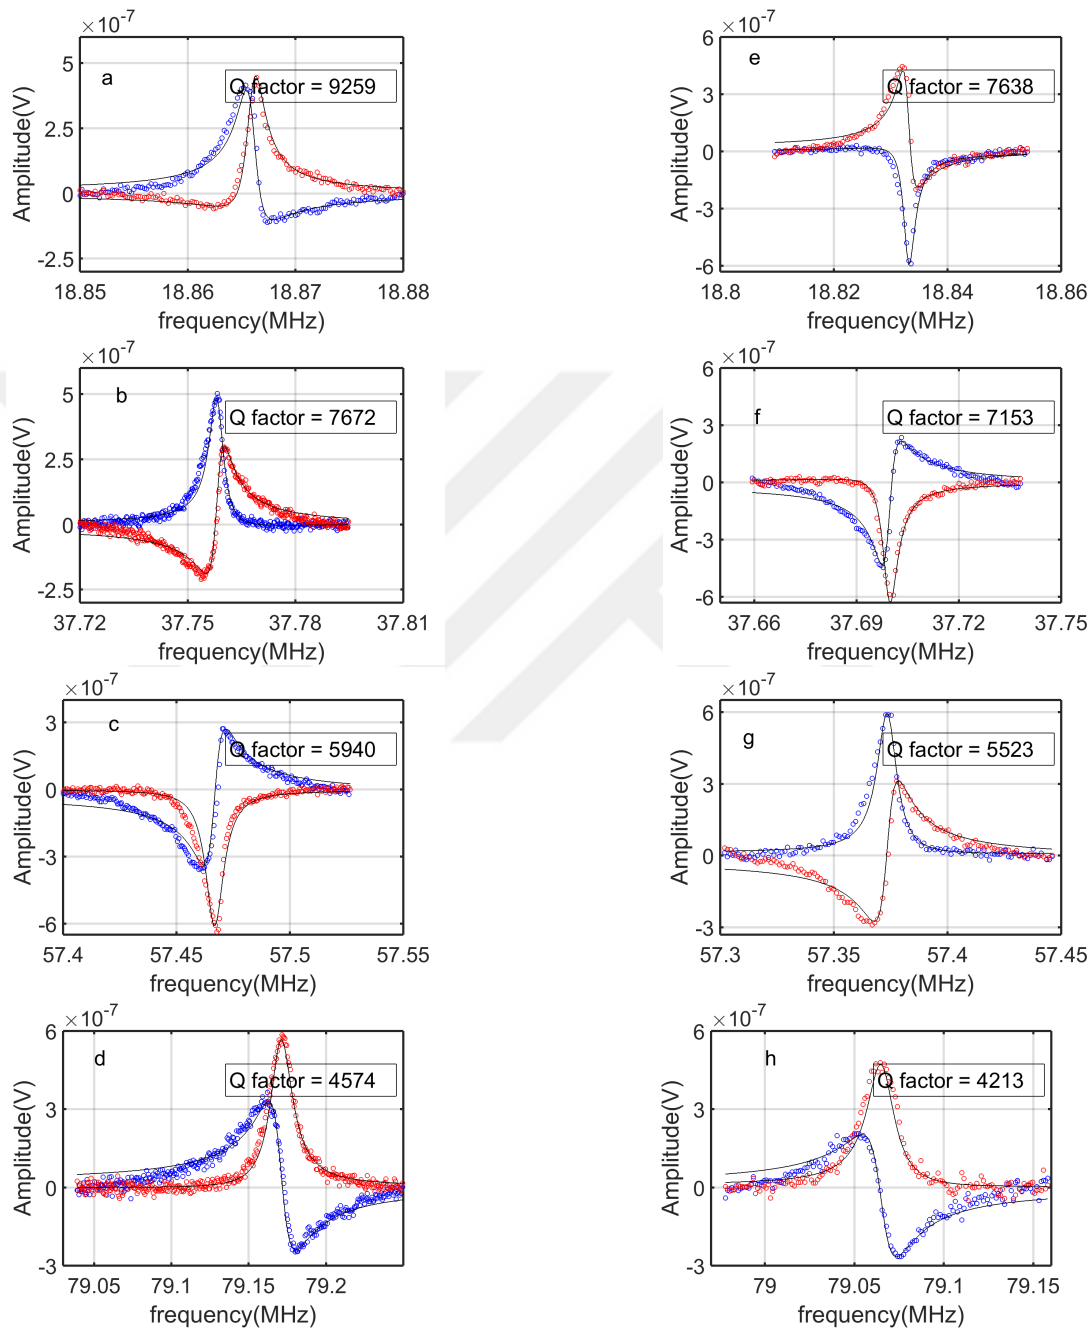 ×10-7
5
2.5
0
-2.5
Amplitude(V)
a
Q factor = 9259
18.85
18.86
18.87
18.88
frequency(MHz)
×10-7
6
3
0
-3
-6
Amplitude(V)
e
Q factor = 7638
18.8
18.82
18.84
18.86
frequency(MHz)
×10-7
5
2.5
0
-2.5
Amplitude(V)
b
Q factor = 7672
37.72
37.75
37.78
37.81
frequency(MHz)
×10-7
6
3
0
-3
-6
Amplitude(V)
f
Q factor = 7153
37.66
37.69
37.72
37.75
frequency(MHz)
×10-7
3
0
-3
-6
Amplitude(V)
c
Q factor = 5940
57.4
57.45
57.5
57.55
frequency(MHz)
×10-7
6
3
0
-3
Amplitude(V)
g
Q factor = 5523
57.3
57.35
57.4
57.45
frequency(MHz)
×10-7
6
3
0
-3
Amplitude(V)
d
Q factor = 4574
79.05
79.1
79.15
79.2
frequency(MHz)
×10-7
6
3
0
-3
Amplitude(V)
h
Q factor = 4213
79
79.05
79.1
79.15
frequency(MHz)